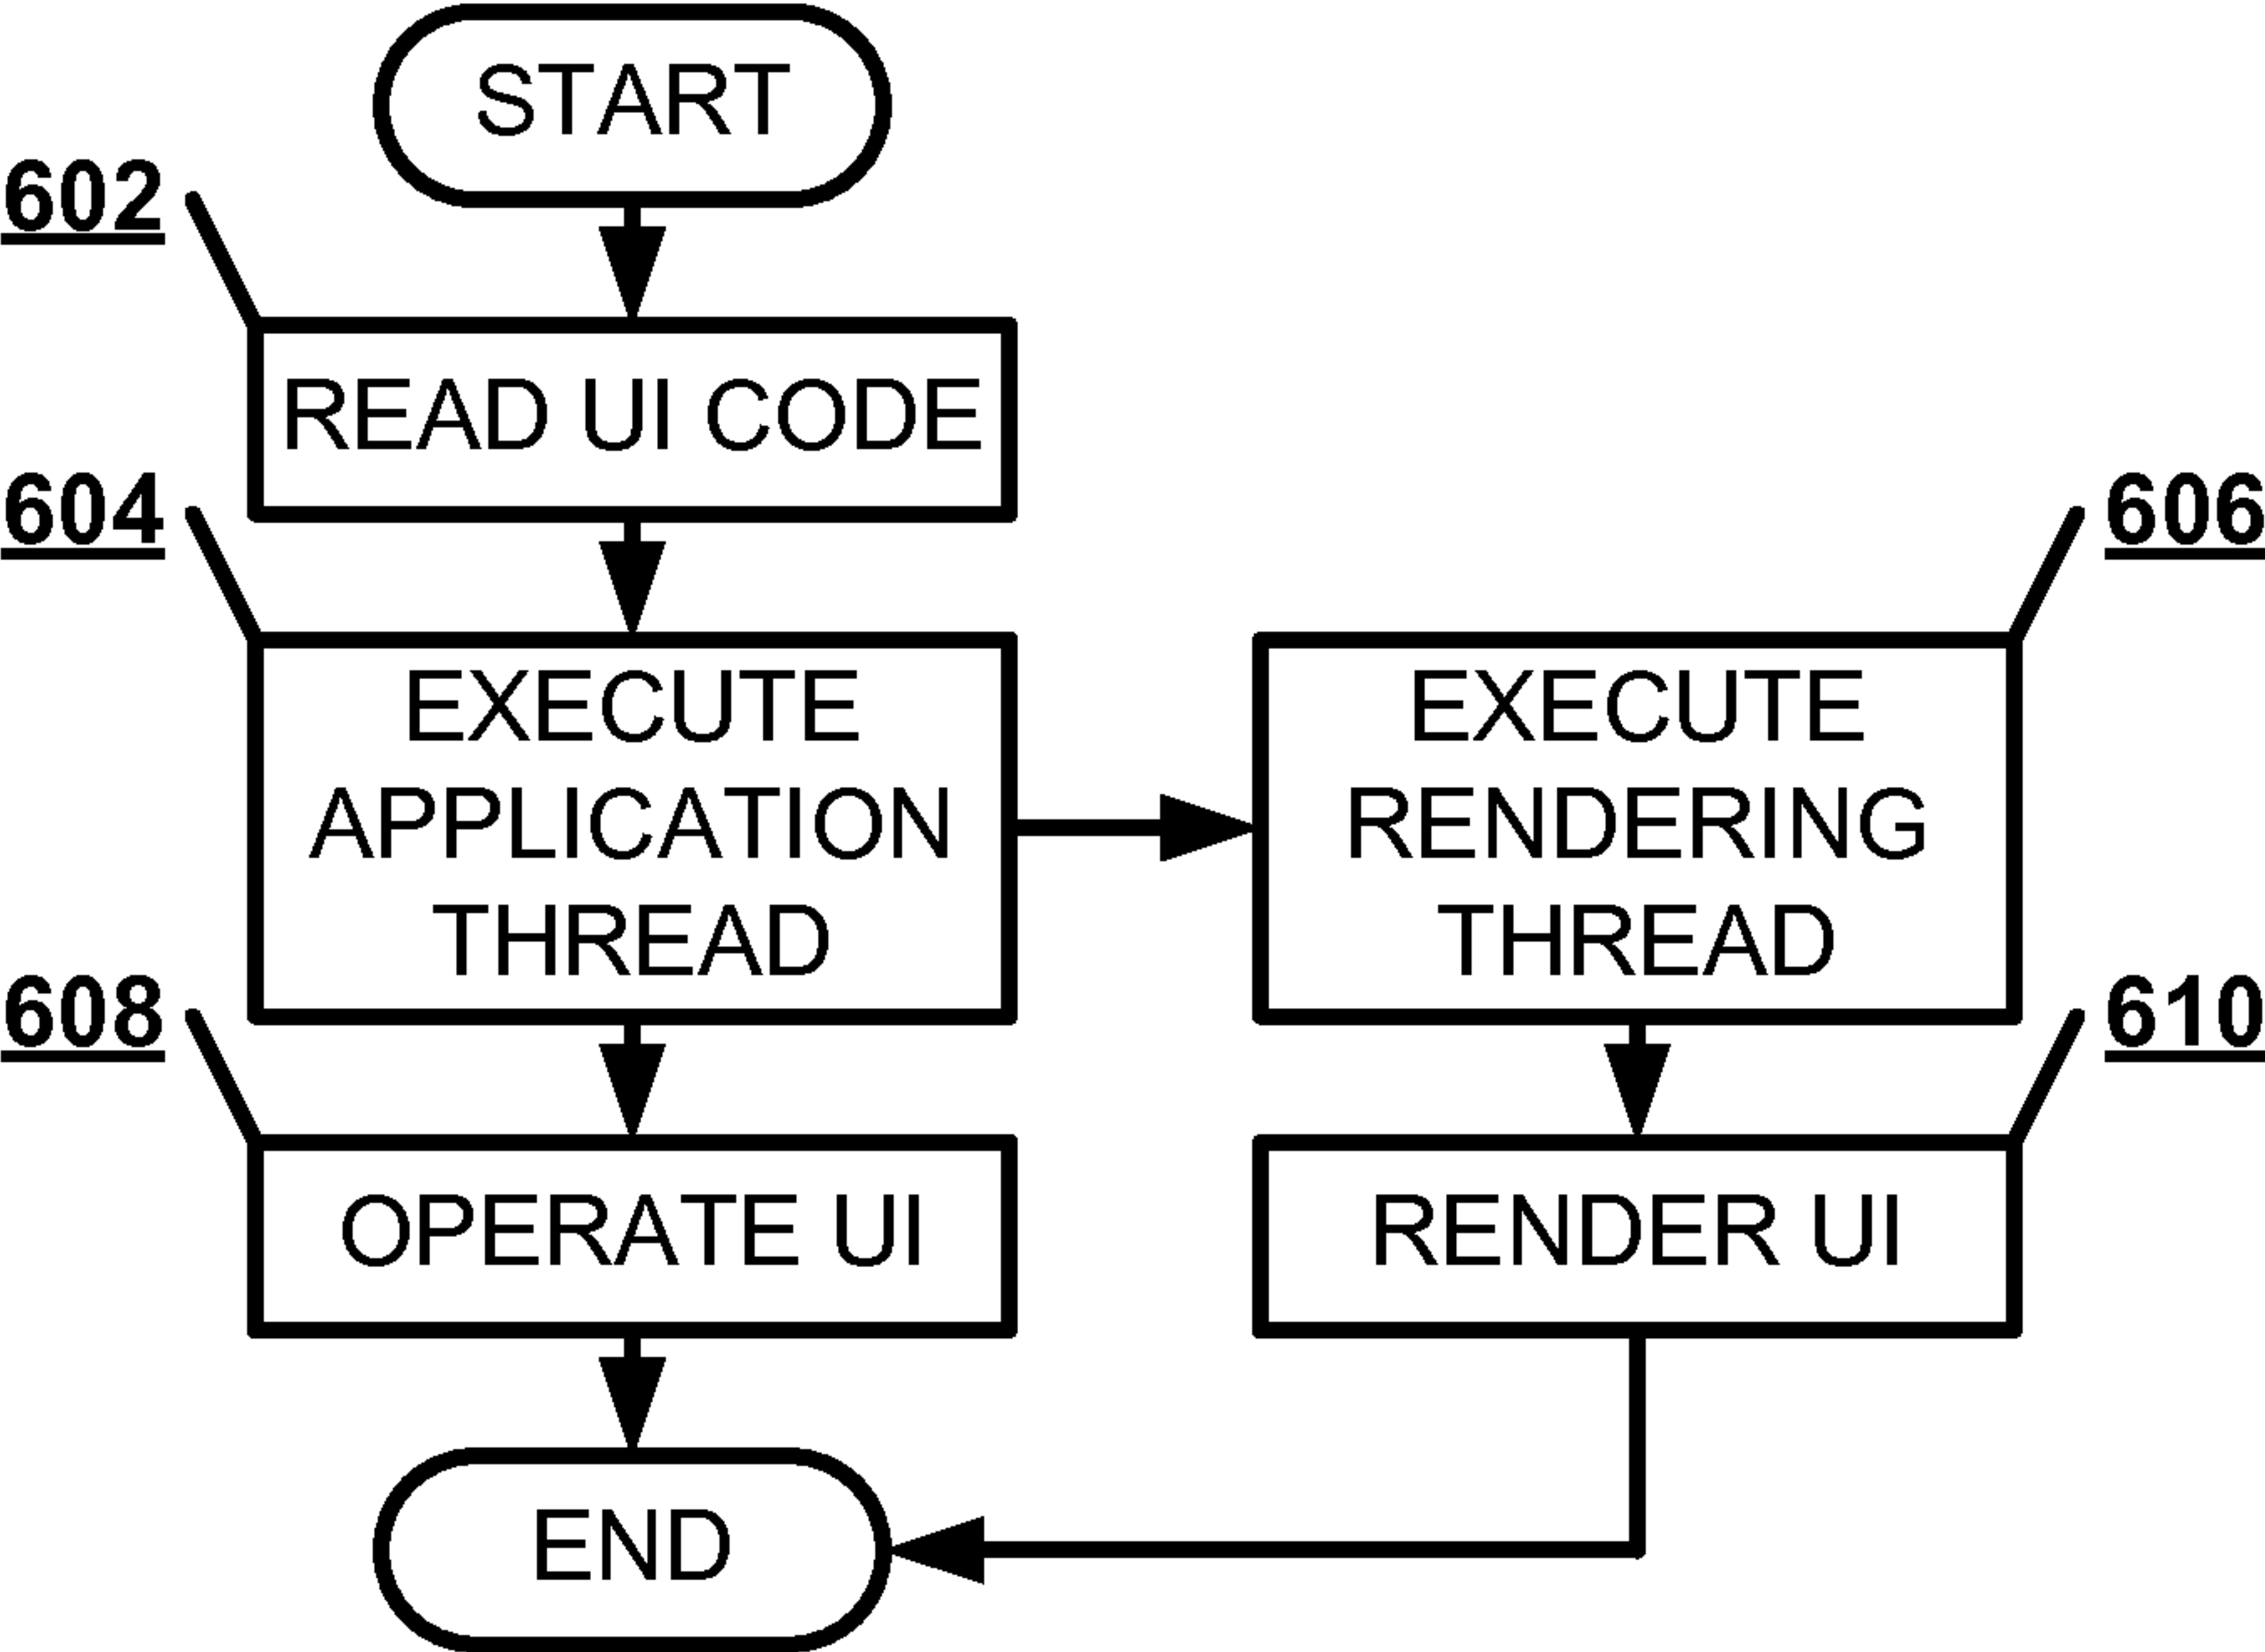 START
602
READ UI CODE
604
606
EXECUTE
APPLICATION
THREAD
EXECUTE
RENDERING
THREAD
608
610
OPERATE UI
RENDER UI
END